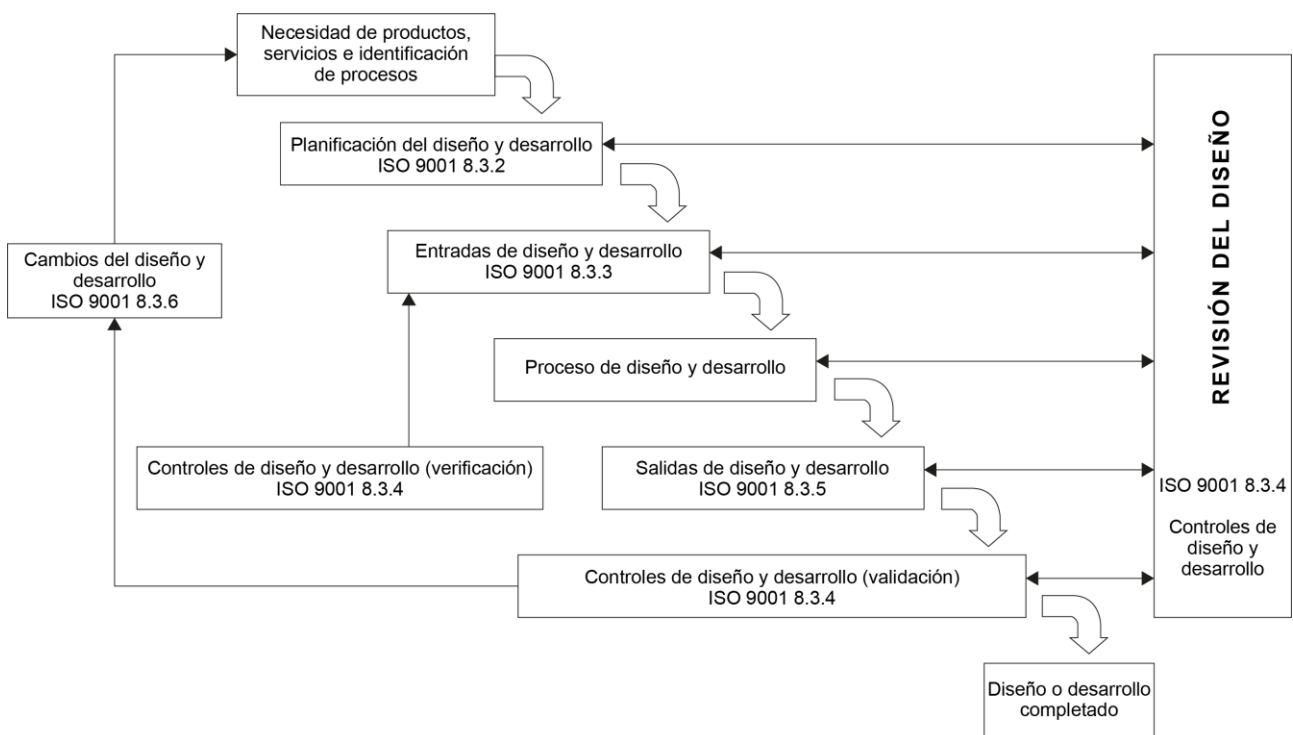 Necesidad de productos,
servicios e identificación
de procesos
Planificación del diseño y desarrollo
ISO 9001 8.3.2
Entradas de diseño y desarrollo
ISO 9001 8.3.3
Cambios del diseño y
desarrollo
ISO 9001 8.3.6
Proceso de diseño y desarrollo
Controles de diseño y desarrollo (verificación)
ISO 9001 8.3.4
Salidas de diseño y desarrollo
ISO 9001 8.3.5
Controles de diseño y desarrollo (validación)
ISO 9001 8.3.4
Diseño o desarrollo
completado
REVISIÓN DEL DISEÑO
ISO 9001 8.3.4
Controles de
diseño y
desarrollo